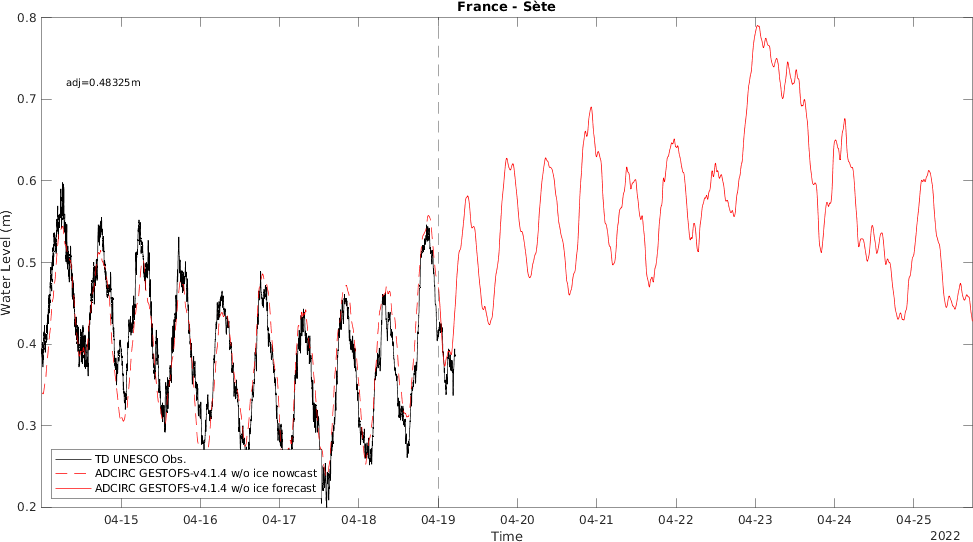 France - Sète
adj=0.48325m
Water Level (m)
0.8
0.7
0.6
0.5
0.4
0.3
0.2
TD UNESCO Obs.
ADCIRC GESTOFS-v4.1.4 w/o ice nowcast
ADCIRC GESTOFS-v4.1.4 w/o ice forecast
04-15 04-16 04-17 04-18 04-19 04-20 04-21 04-22 04-23 04-24 04-25
Time
2022